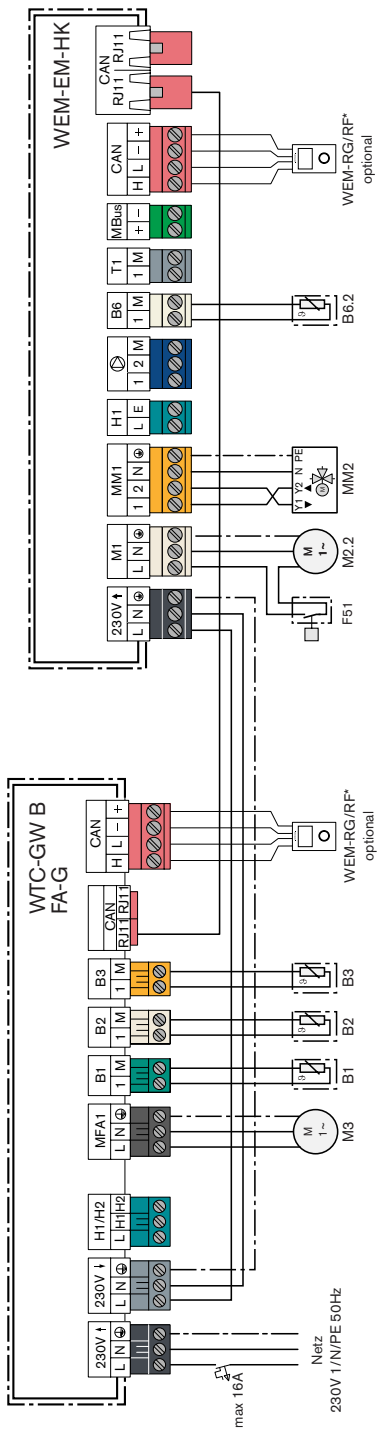 WTC-GW B
FA-G
230V
L N
230V
L N
H1/H2
L H1 H2
MFA1
L N
B1
1 M
B2
1 M
B3
1 M
CAN
RJ11 RJ11
CAN
H L − +
max 16A
Netz
230V 1/N/PE 50Hz
M
1~
M3
ϑ
B1
ϑ
B2
ϑ
B3
WEM-RG/RF*
optional
WEM-EM-HK
230V
L N
M1
L N
MM1
1 2 N
H1
L E
1 2 M
B6
1 M
T1
1 M
MBus
+ −
CAN
H L − +
CAN
RJ11 RJ11
F51
M
1~
M2.2
Y1 Y2 N PE
M
MM2
ϑ
B6.2
WEM-RG/RF*
optional